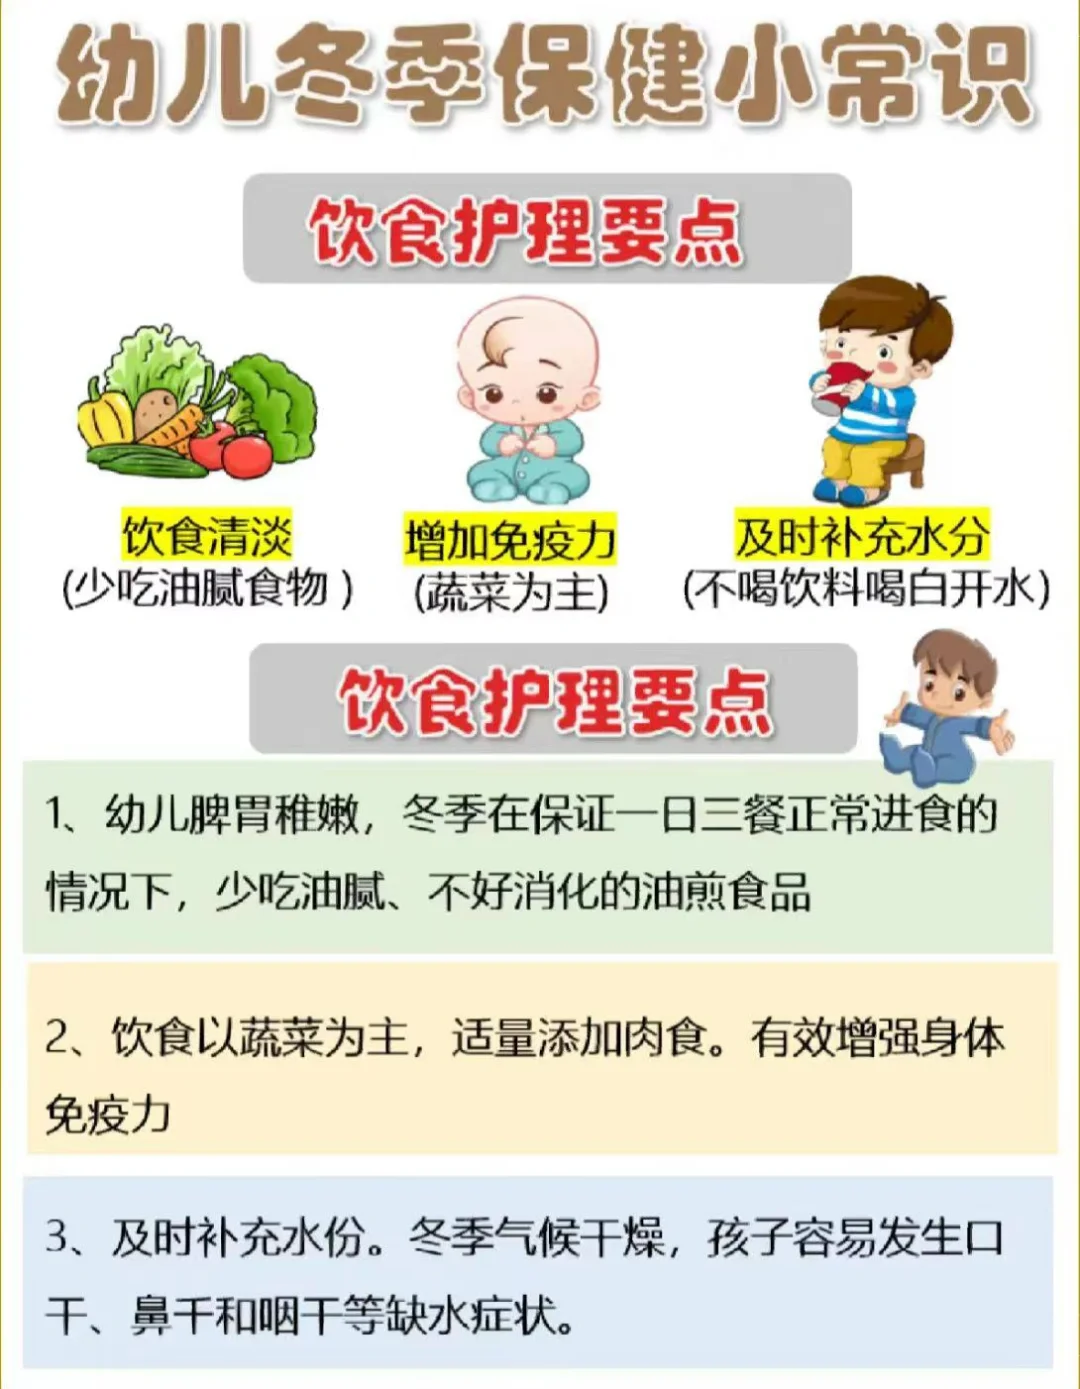 幼儿冬季保健小常识
饮食护理要点
饮食清淡
(少吃油腻食物 )
增加免疫力
(蔬菜为主)
及时补充水分
(不喝饮料喝白开水)
饮食护理要点
1、幼儿脾胃稚嫩，冬季在保证一日三餐正常进食的
情况下，少吃油腻、不好消化的油煎食品
2、饮食以蔬菜为主，适量添加肉食。有效增强身体
免疫力
3、及时补充水份。冬季气候干燥，孩子容易发生口
干、鼻干和咽干等缺水症状。